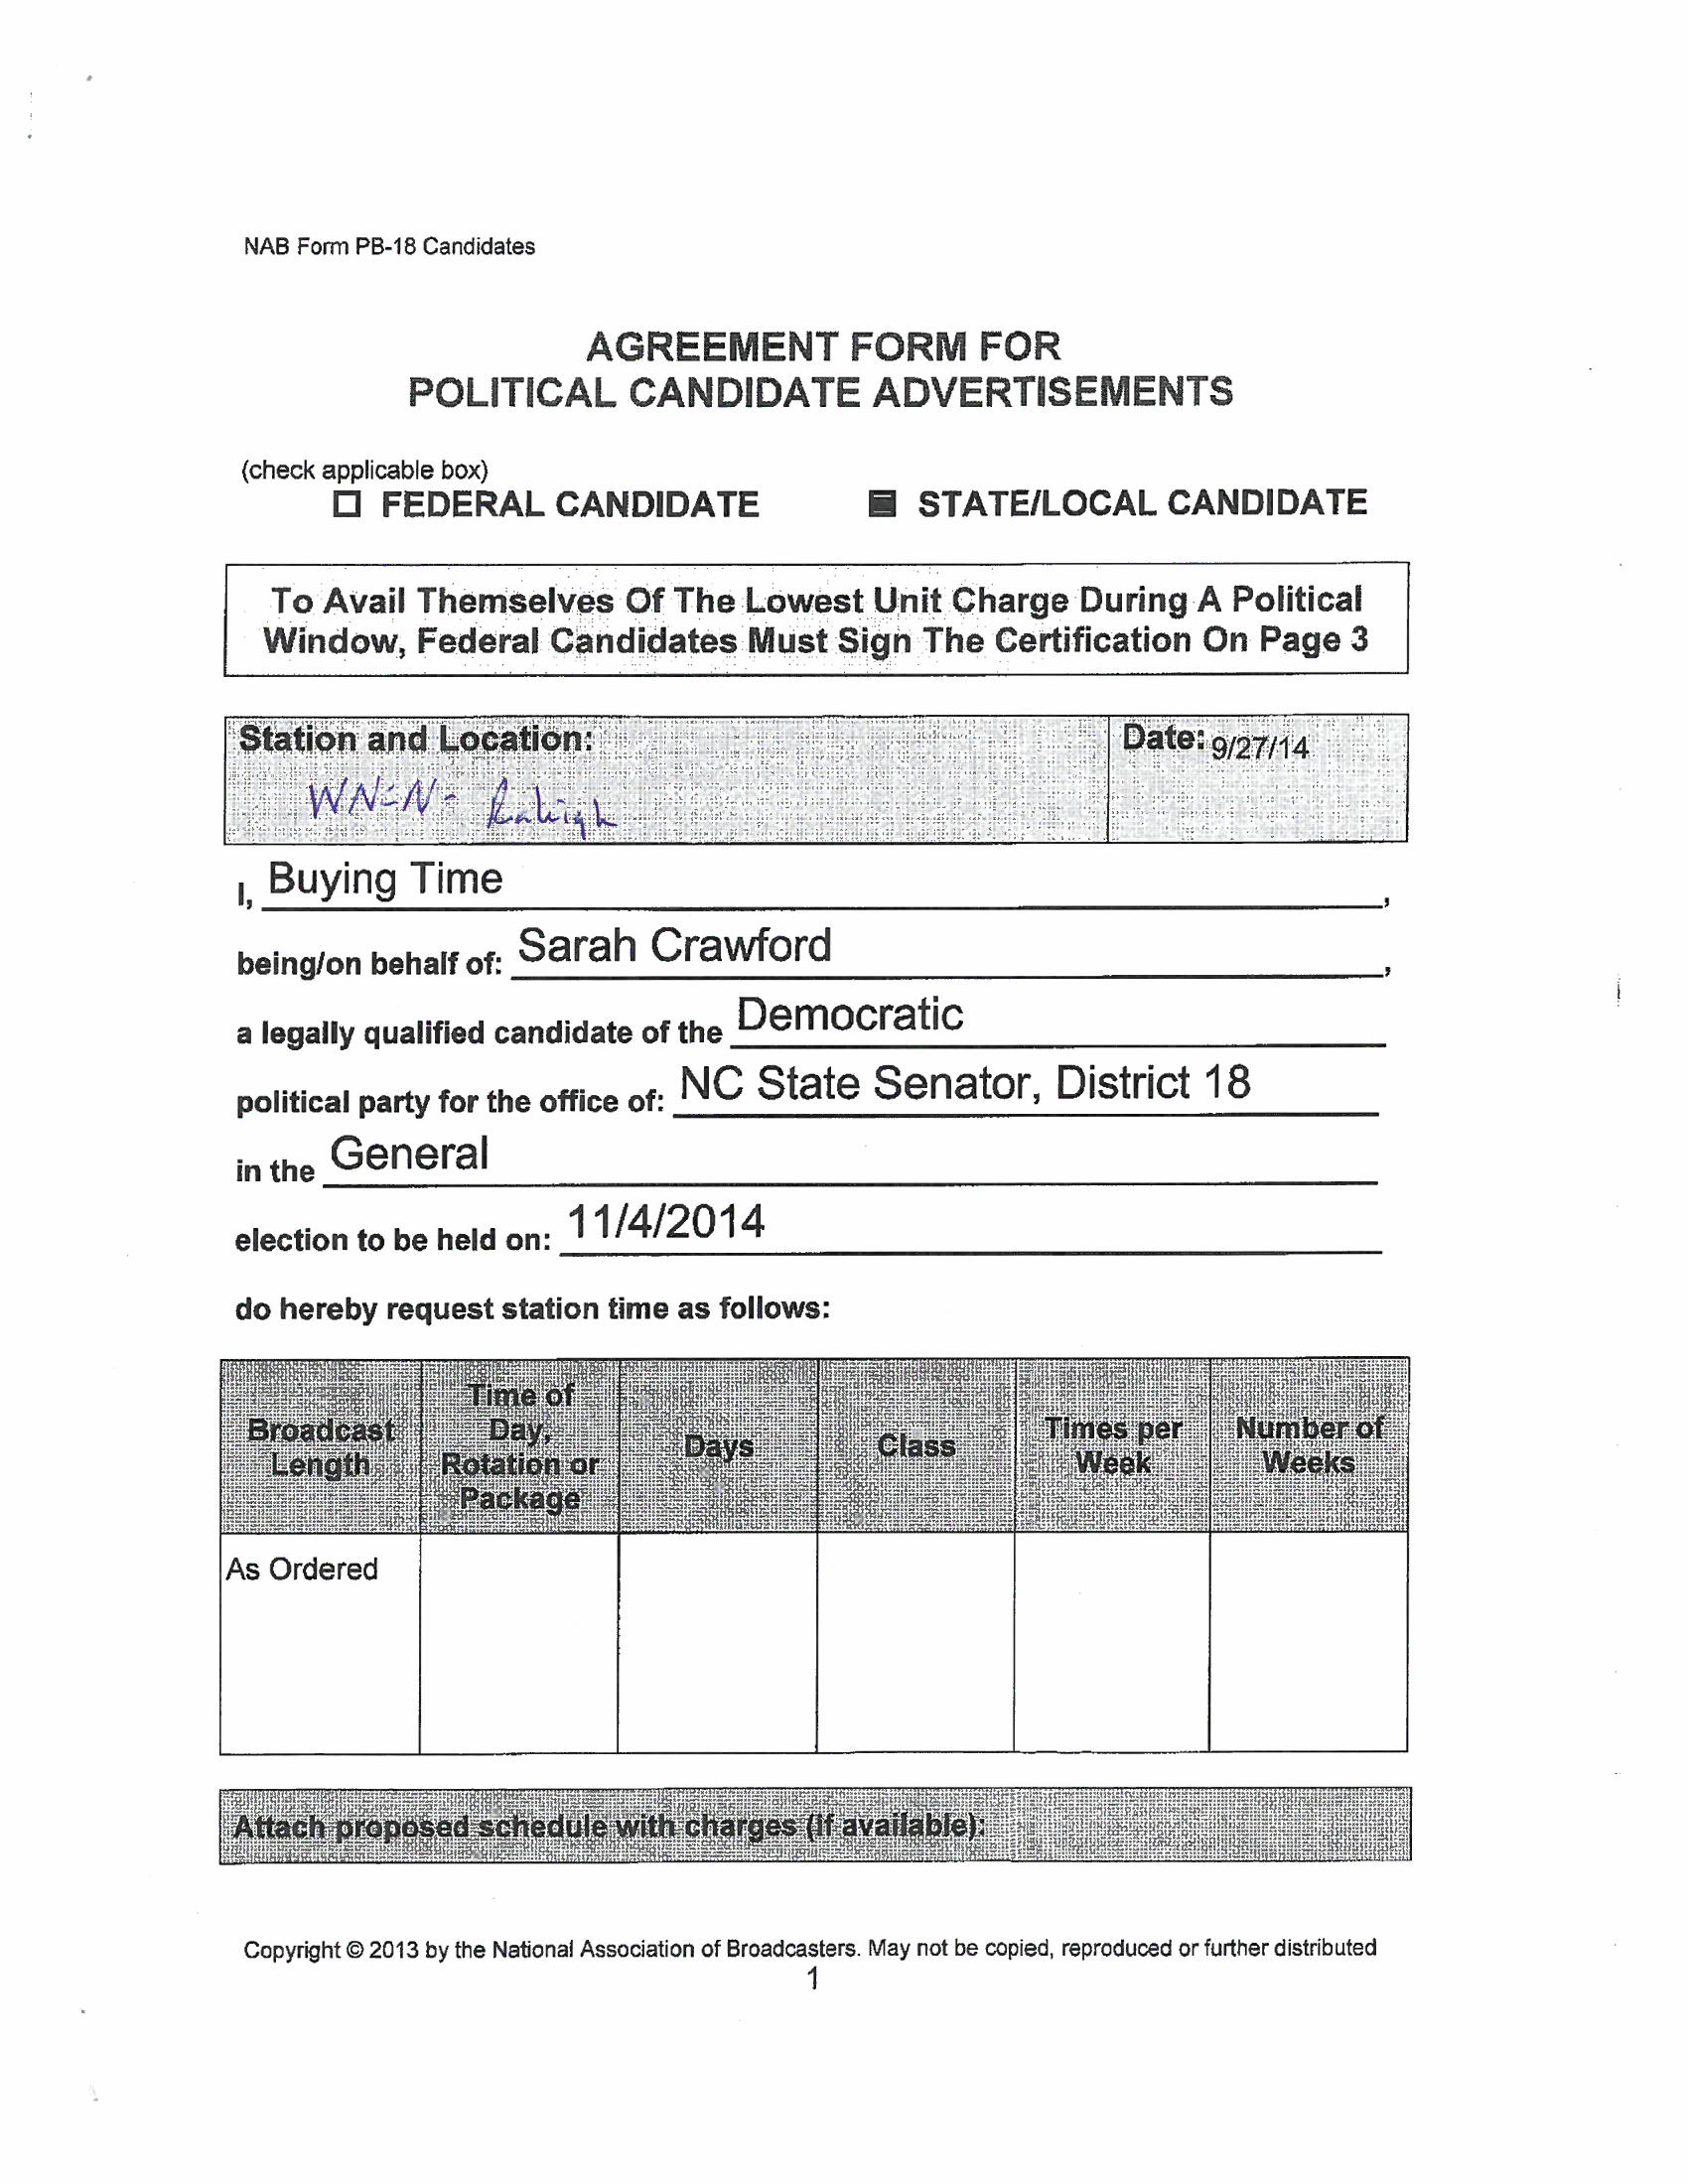 NAB Form PB-18 Candidates
AGREEMENT FORM FOR
POLITICAL CANDIDATE ADVERTISEMENTS
(check applicable box)
☐ FEDERAL CANDIDATE ■ STATE/LOCAL CANDIDATE
To Avail Themselves Of The Lowest Unit Charge During A Political
Window, Federal Candidates Must Sign The Certification On Page 3
Station and Location: Date: 9/27/14
Raleigh
I, Buying Time,
being/on behalf of: Sarah Crawford,
a legally qualified candidate of the Democratic
political party for the office of: NC State Senator, District 18
in the General
election to be held on: 11/4/2014
do hereby request station time as follows:
Broadcast Length Time of Day, Rotation or Package Days Class Times per Week Number of Weeks
As Ordered
Attach proposed schedule with charges (if available):
Copyright © 2013 by the National Association of Broadcasters. May not be copied, reproduced or further distributed
1